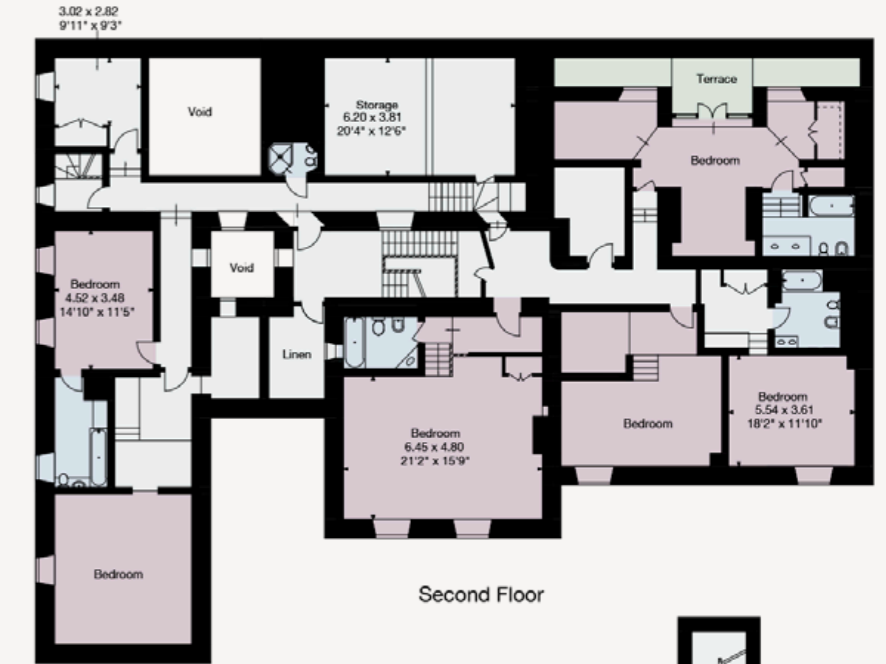 3.02 x 2.82
9'11" x 9'3"
Void
Storage
6.20 x 3.81
20'4" x 12'6"
Terrace
Bedroom
Void
Bedroom
4.52 x 3.48
14'10" x 11'5"
Linen
Bedroom
6.45 x 4.80
21'2" x 15'9"
Bedroom
Bedroom
5.54 x 3.61
18'2" x 11'10"
Bedroom
Second Floor